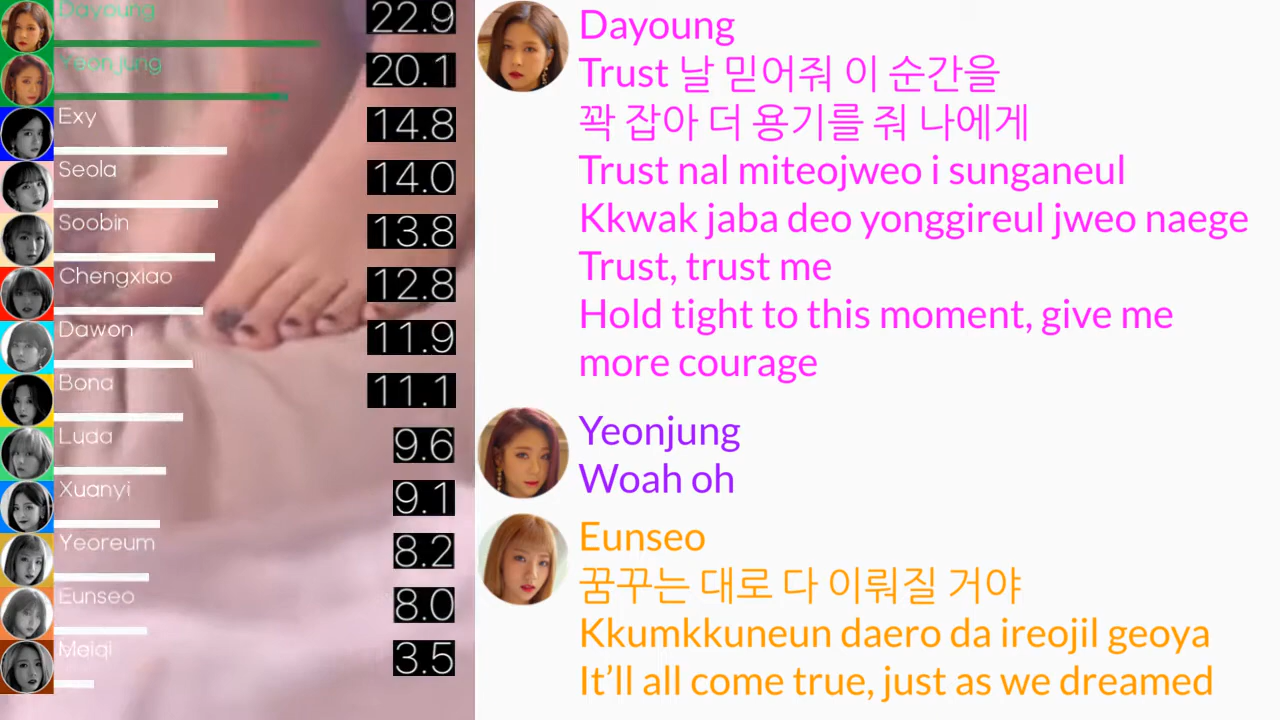 Dayoung
22.9
Yeonjung
20.1
Exy
14.8
Seola
14.0
Soobin
13.8
Chengxiao
12.8
Dawon
11.9
Bona
11.1
Luda
9.6
Xuanyi
9.1
Yeoreum
8.2
Eunseo
8.0
Meiqi
3.5
Dayoung
Trust 날 믿어줘 이 순간을
꽉 잡아 더 용기를 줘 나에게
Trust nal miteojweo i sunganeul
Kkwak jaba deo yonggireul jweo naege
Trust, trust me
Hold tight to this moment, give me
more courage
Yeonjung
Woah oh
Eunseo
꿈꾸는 대로 다 이뤄질 거야
Kkumkkuneun daero da ireojil geoya
It’ll all come true, just as we dreamed